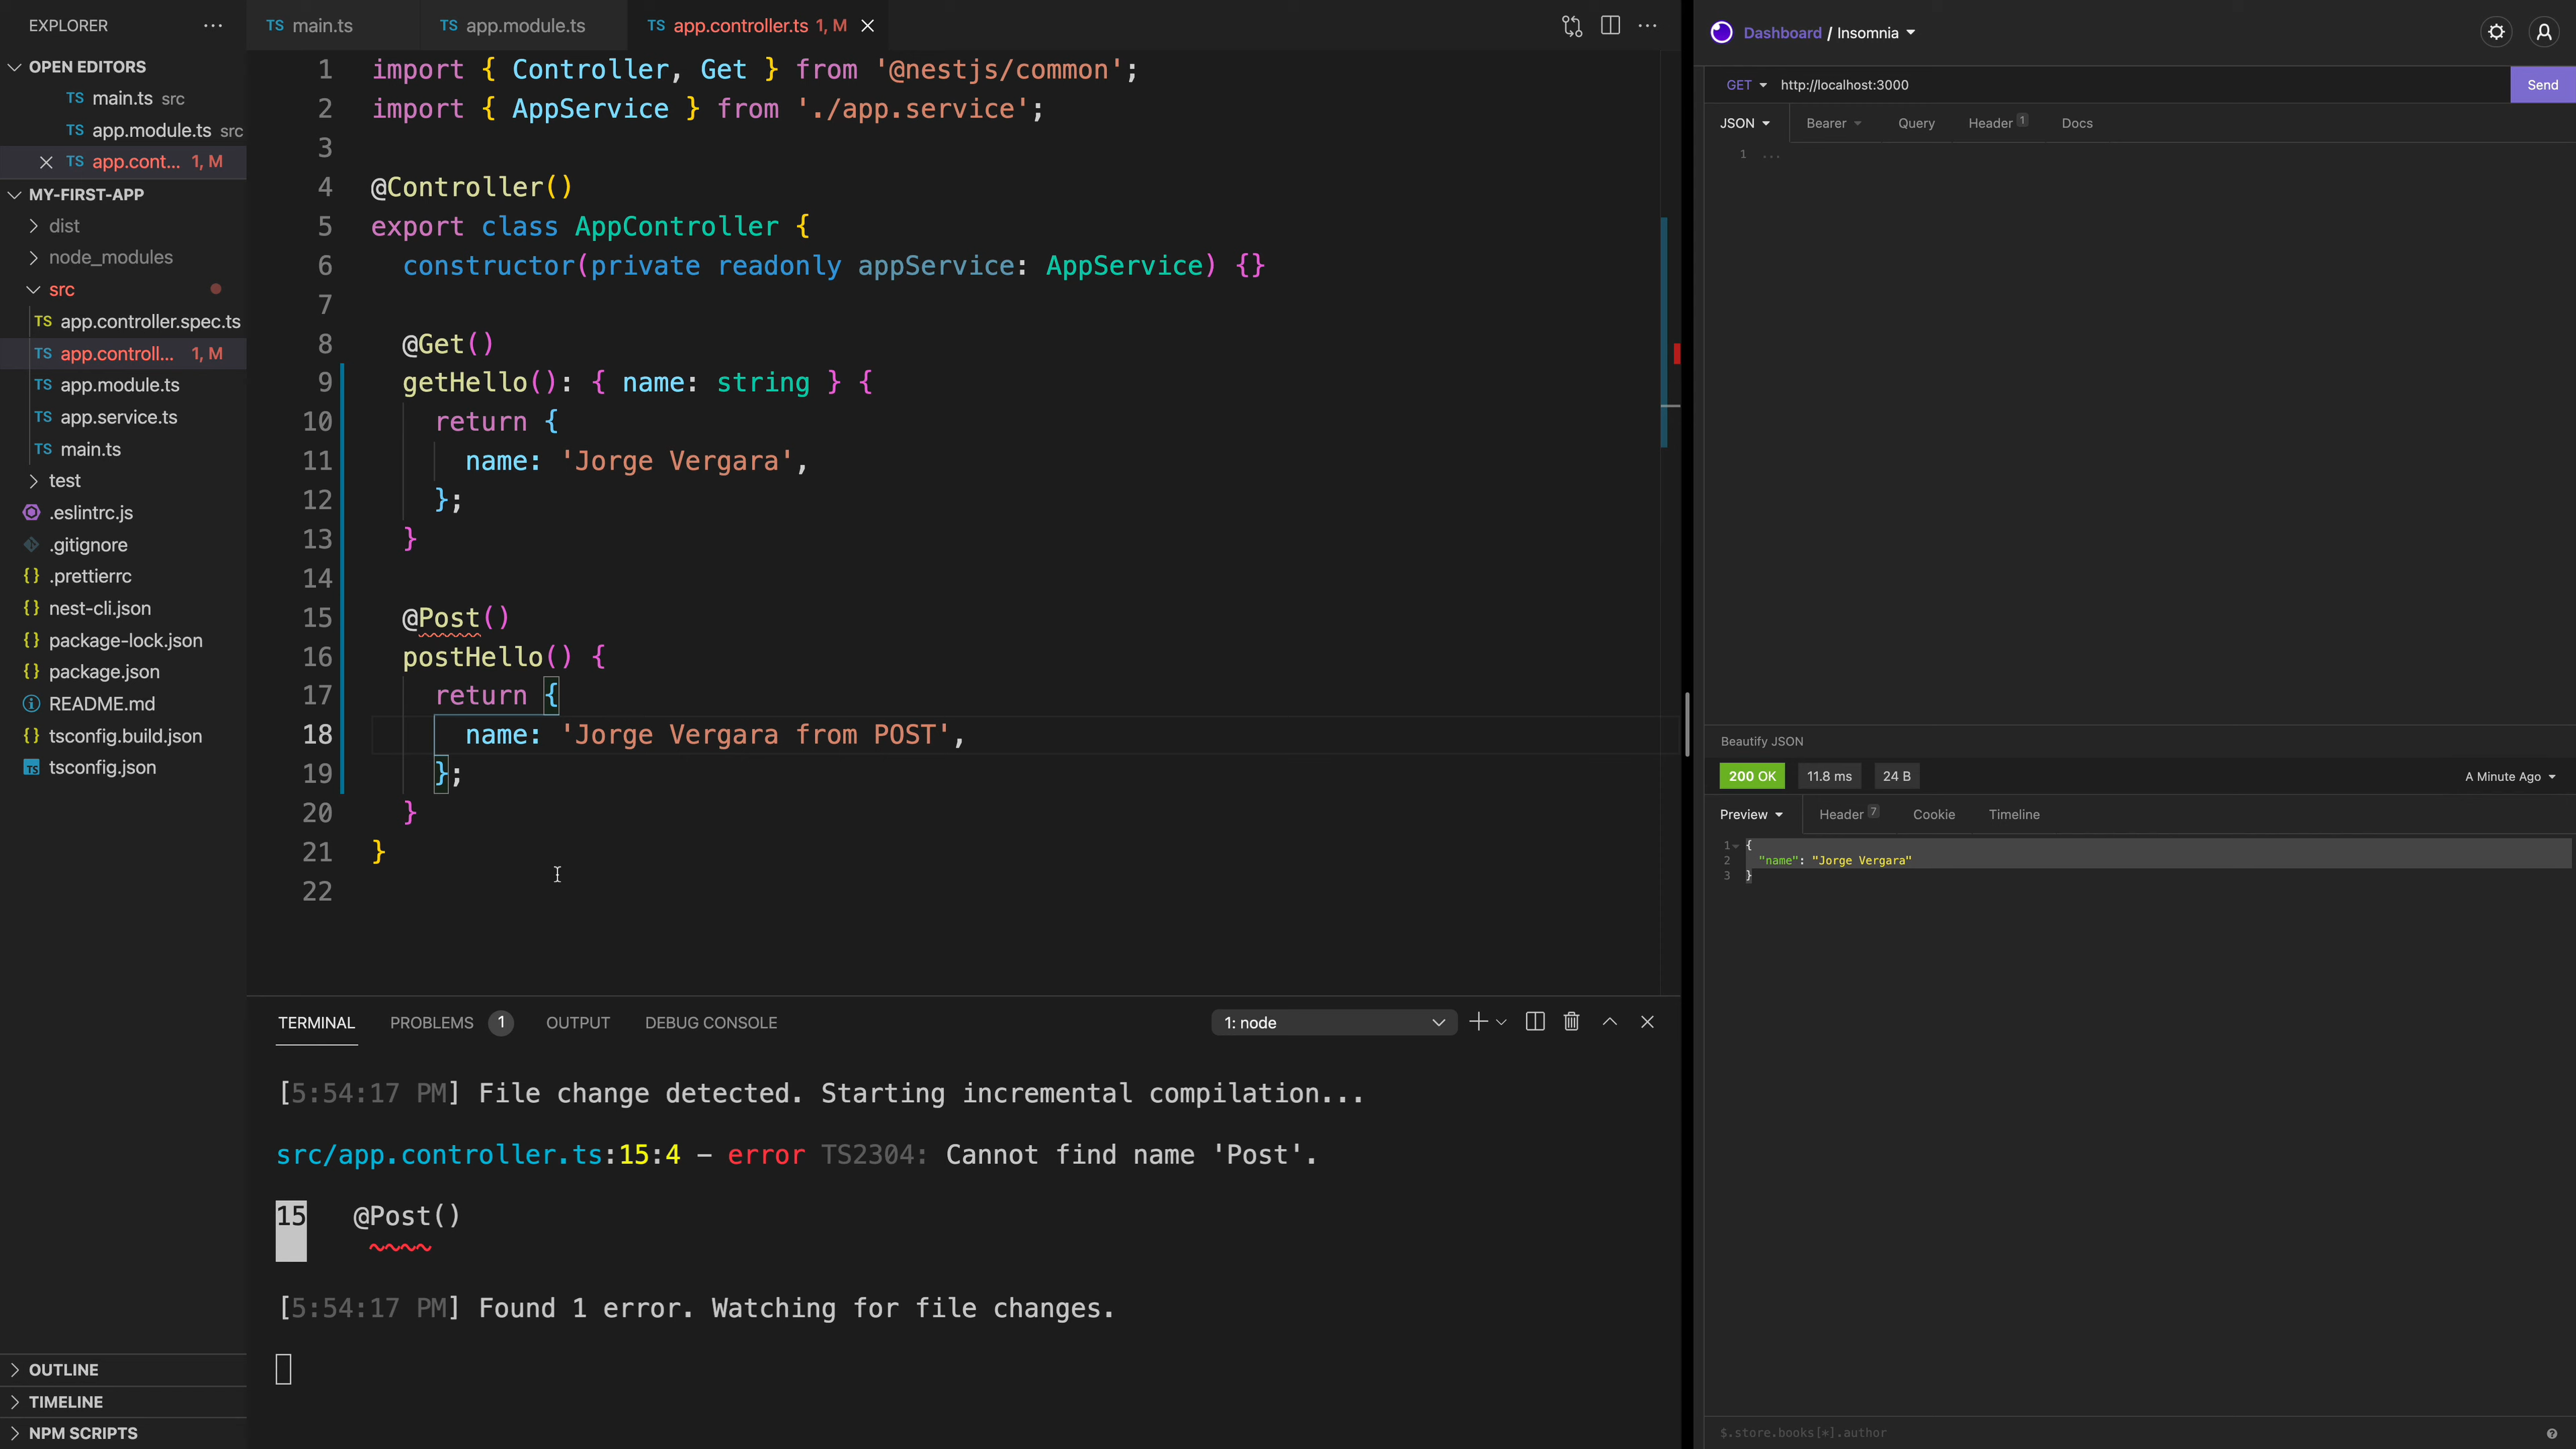 EXPLORER
OPEN EDITORS
TS main.ts src
TS app.module.ts src
TS app.cont... 1, M
MY-FIRST-APP
dist
node_modules
src
TS app.controller.spec.ts
TS app.controll... 1, M
TS app.module.ts
TS app.service.ts
TS main.ts
test
.eslintrc.js
.gitignore
{} .prettierrc
{} nest-cli.json
{} package-lock.json
{} package.json
README.md
{} tsconfig.build.json
TS tsconfig.json
OUTLINE
TIMELINE
NPM SCRIPTS
TS main.ts TS app.module.ts TS app.controller.ts 1, M
1 import { Controller, Get } from '@nestjs/common';
2 import { AppService } from './app.service';
3
4 @Controller()
5 export class AppController {
6 constructor(private readonly appService: AppService) {}
7
8 @Get()
9 getHello(): { name: string } {
10 return {
11 name: 'Jorge Vergara',
12 };
13 }
14
15 @Post()
16 postHello() {
17 return {
18 name: 'Jorge Vergara from POST',
19 };
20 }
21 }
22
TERMINAL PROBLEMS 1 OUTPUT DEBUG CONSOLE 1: node
[5:54:17 PM] File change detected. Starting incremental compilation...
src/app.controller.ts:15:4 - error TS2304: Cannot find name 'Post'.
15 @Post()
~~~~
[5:54:17 PM] Found 1 error. Watching for file changes.
Dashboard / Insomnia
GET http://localhost:3000 Send
JSON Bearer Query Header 1 Docs
1 ...
Beautify JSON
200 OK 11.8 ms 24 B A Minute Ago
Preview Header 7 Cookie Timeline
1 {
2 "name": "Jorge Vergara"
3 }
$.store.books[*].author